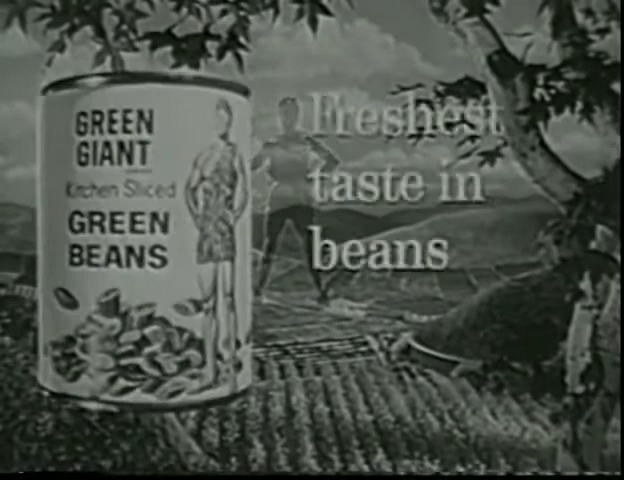 GREEN
GIANT
Kitchen Sliced
GREEN
BEANS
Freshest
taste in
beans